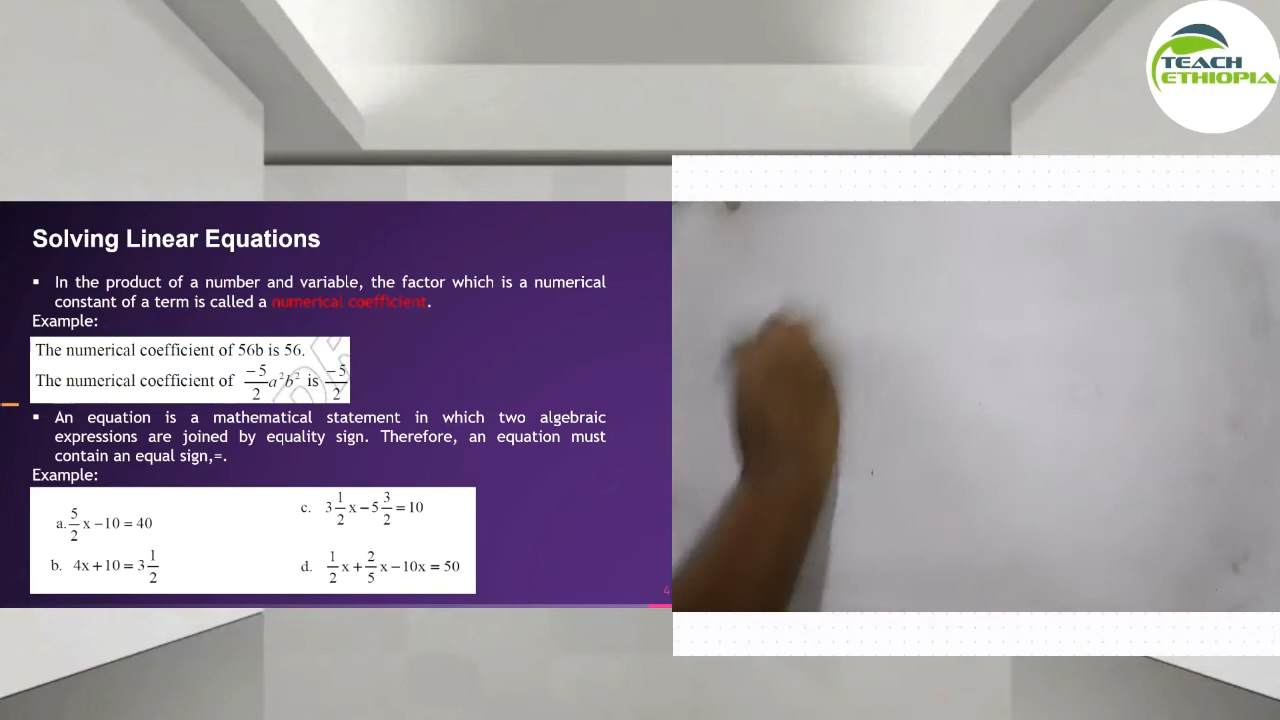 TEACH
ETHIOPIA
Solving Linear Equations
▪ In the product of a number and variable, the factor which is a numerical
constant of a term is called a numerical coefficient.
Example:
The numerical coefficient of 56b is 56.
The numerical coefficient of -5/2 a²b² is -5/2
▪ An equation is a mathematical statement in which two algebraic
expressions are joined by equality sign. Therefore, an equation must
contain an equal sign,=.
Example:
a. 5/2 x – 10 = 40
c. 3 1/2 x – 5 3/2 = 10
b. 4x + 10 = 3 1/2
d. 1/2 x + 2/5 x – 10x = 50
4